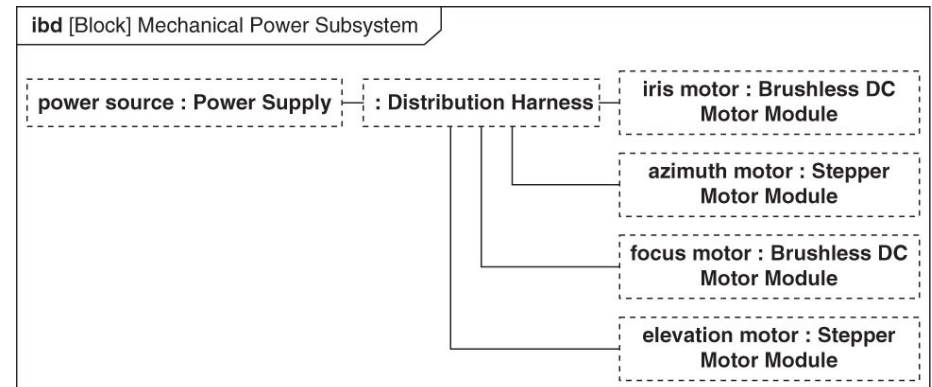 ibd [Block] Mechanical Power Subsystem
power source : Power Supply
: Distribution Harness
iris motor : Brushless DC
Motor Module
azimuth motor : Stepper
Motor Module
focus motor : Brushless DC
Motor Module
elevation motor : Stepper
Motor Module